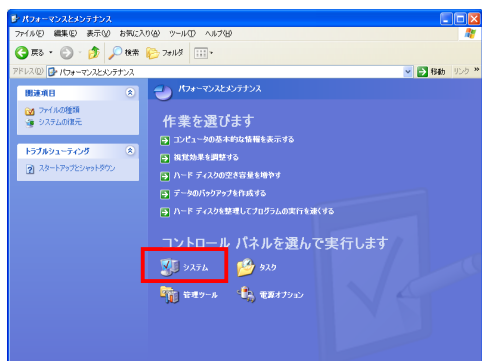 パフォーマンスとメンテナンス
ファイル(F) 編集(E) 表示(V) お気に入り(A) ツール(T) ヘルプ(H)
戻る 検索 フォルダ
アドレス(D) パフォーマンスとメンテナンス 移動 リンク »
関連項目
ファイルの種類
システムの復元
トラブルシューティング
スタートアップとシャットダウン
パフォーマンスとメンテナンス
作業を選びます
コンピュータの基本的な情報を表示する
視覚効果を調整する
ハード ディスクの空き容量を増やす
データのバックアップを作成する
ハード ディスクを整理してプログラムの実行を速くする
コントロール パネルを選んで実行します
システム タスク
管理ツール 電源オプション